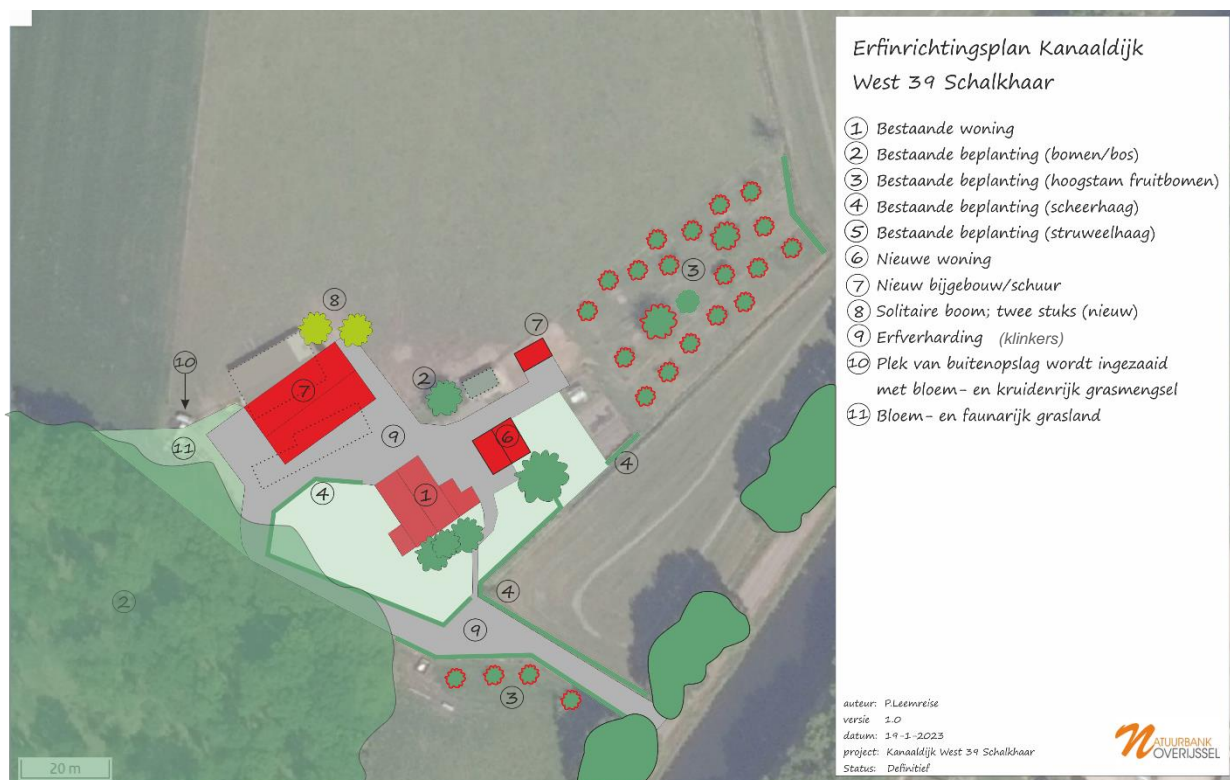 Erfinrichtingsplan Kanaaldijk
West 39 Schalkhaar
1 Bestaande woning
2 Bestaande beplanting (bomen/bos)
3 Bestaande beplanting (hoogstam fruitbomen)
4 Bestaande beplanting (scheerhaag)
5 Bestaande beplanting (struweelhaag)
6 Nieuwe woning
7 Nieuw bijgebouw/schuur
8 Solitaire boom; twee stuks (nieuw)
9 Erfverharding (klinkers)
10 Plek van buitenopslag wordt ingezaaid
met bloem- en kruidenrijk grasmengsel
11 Bloem- en faunarijk grasland
3
8
7
10
2
7
11
9
6
4
4
1
2
4
9
3
20 m
auteur: P.Leemreise
versie 1.0
datum: 19-1-2023
project: Kanaaldijk West 39 Schalkhaar
Status: Definitief
NATUURBANK
OVERIJSSEL